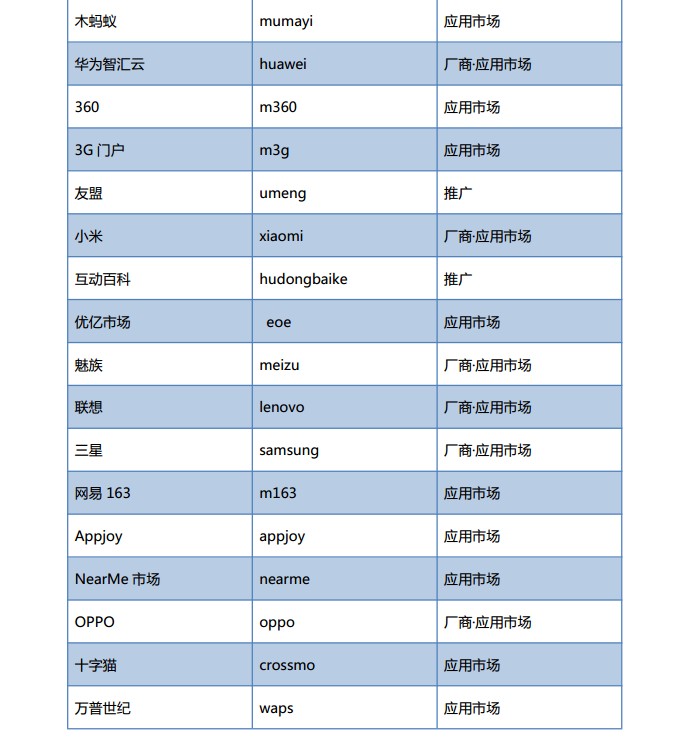 木蚂蚁 mumayi 应用市场
华为智汇云 huawei 厂商·应用市场
360 m360 应用市场
3G 门户 m3g 应用市场
友盟 umeng 推广
小米 xiaomi 厂商·应用市场
互动百科 hudongbaike 推广
优亿市场 eoe 应用市场
魅族 meizu 厂商·应用市场
联想 lenovo 厂商·应用市场
三星 samsung 厂商·应用市场
网易 163 m163 应用市场
Appjoy appjoy 应用市场
NearMe 市场 nearme 应用市场
OPPO oppo 厂商·应用市场
十字猫 crossmo 应用市场
万普世纪 waps 应用市场